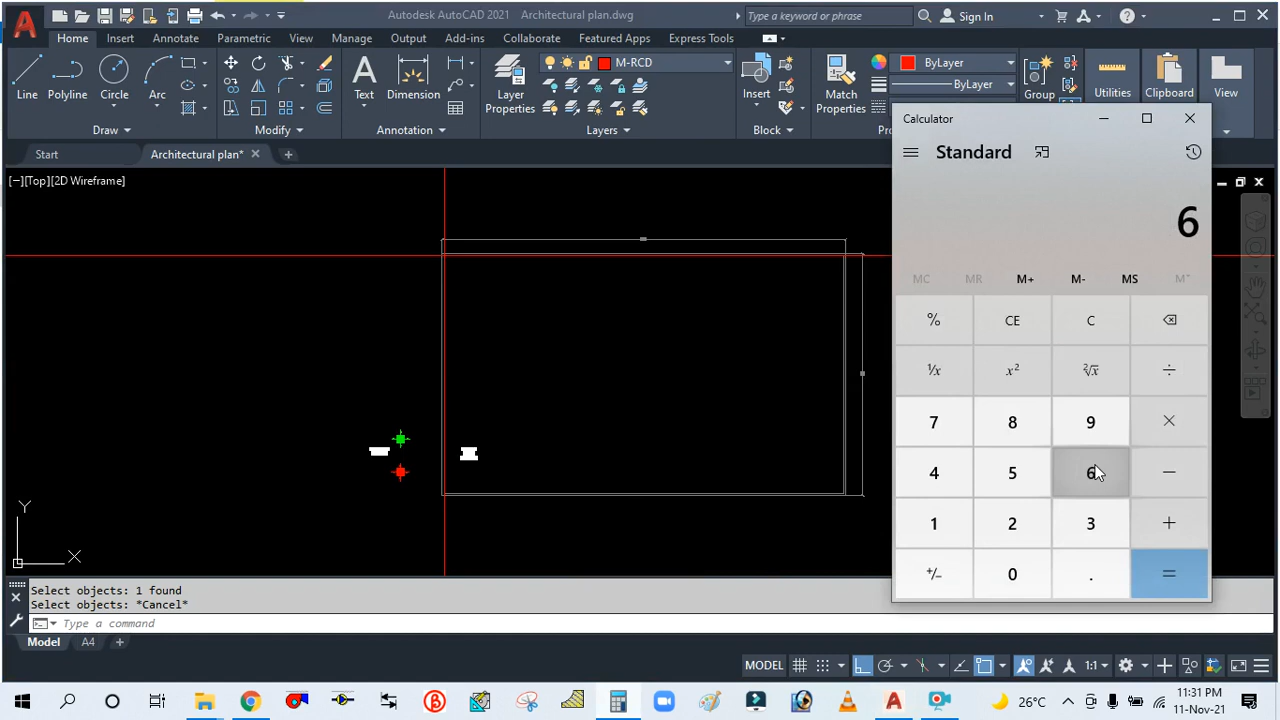 Autodesk AutoCAD 2021 Architectural plan.dwg
Type a keyword or phrase
Sign In
Home Insert Annotate Parametric View Manage Output Add-ins Collaborate Featured Apps Express Tools
Line Polyline Circle Arc
Text Dimension
Layer Properties
M-RCD
Insert
Match Properties
ByLayer
ByLayer
Group
Utilities Clipboard View
Draw Modify Annotation Layers Block
Start Architectural plan*
[−][Top][2D Wireframe]
Y
X
Calculator
Standard
6
MC MR M+ M- MS M˅
% CE C
¹/x x² ²√x ÷
7 8 9 ×
4 5 6 −
1 2 3 +
+/− 0 . =
Select objects: 1 found
Select objects: *Cancel*
Type a command
Model A4
MODEL 1:1
26°C
11:31 PM
11-Nov-21